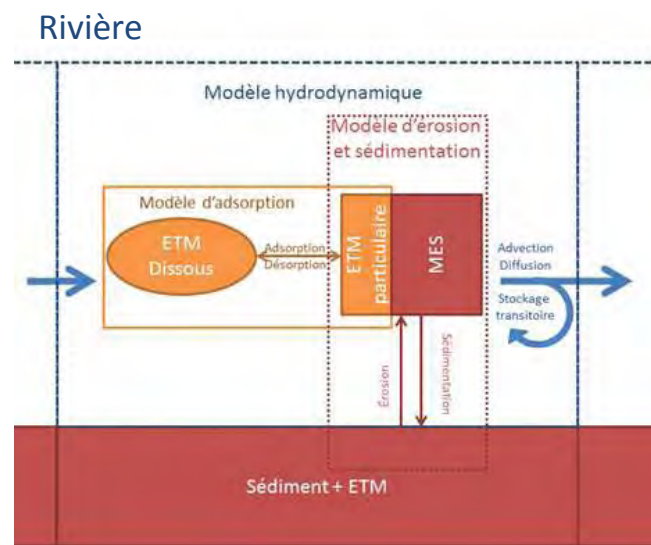 Rivière
Modèle hydrodynamique
Modèle d'érosion
et sédimentation
Modèle d'adsorption
ETM
Dissous
Adsorption
Désorption
ETM
particulaire
MES
Advection
Diffusion
Stockage
transitoire
Érosion
Sédimentation
Sédiment + ETM